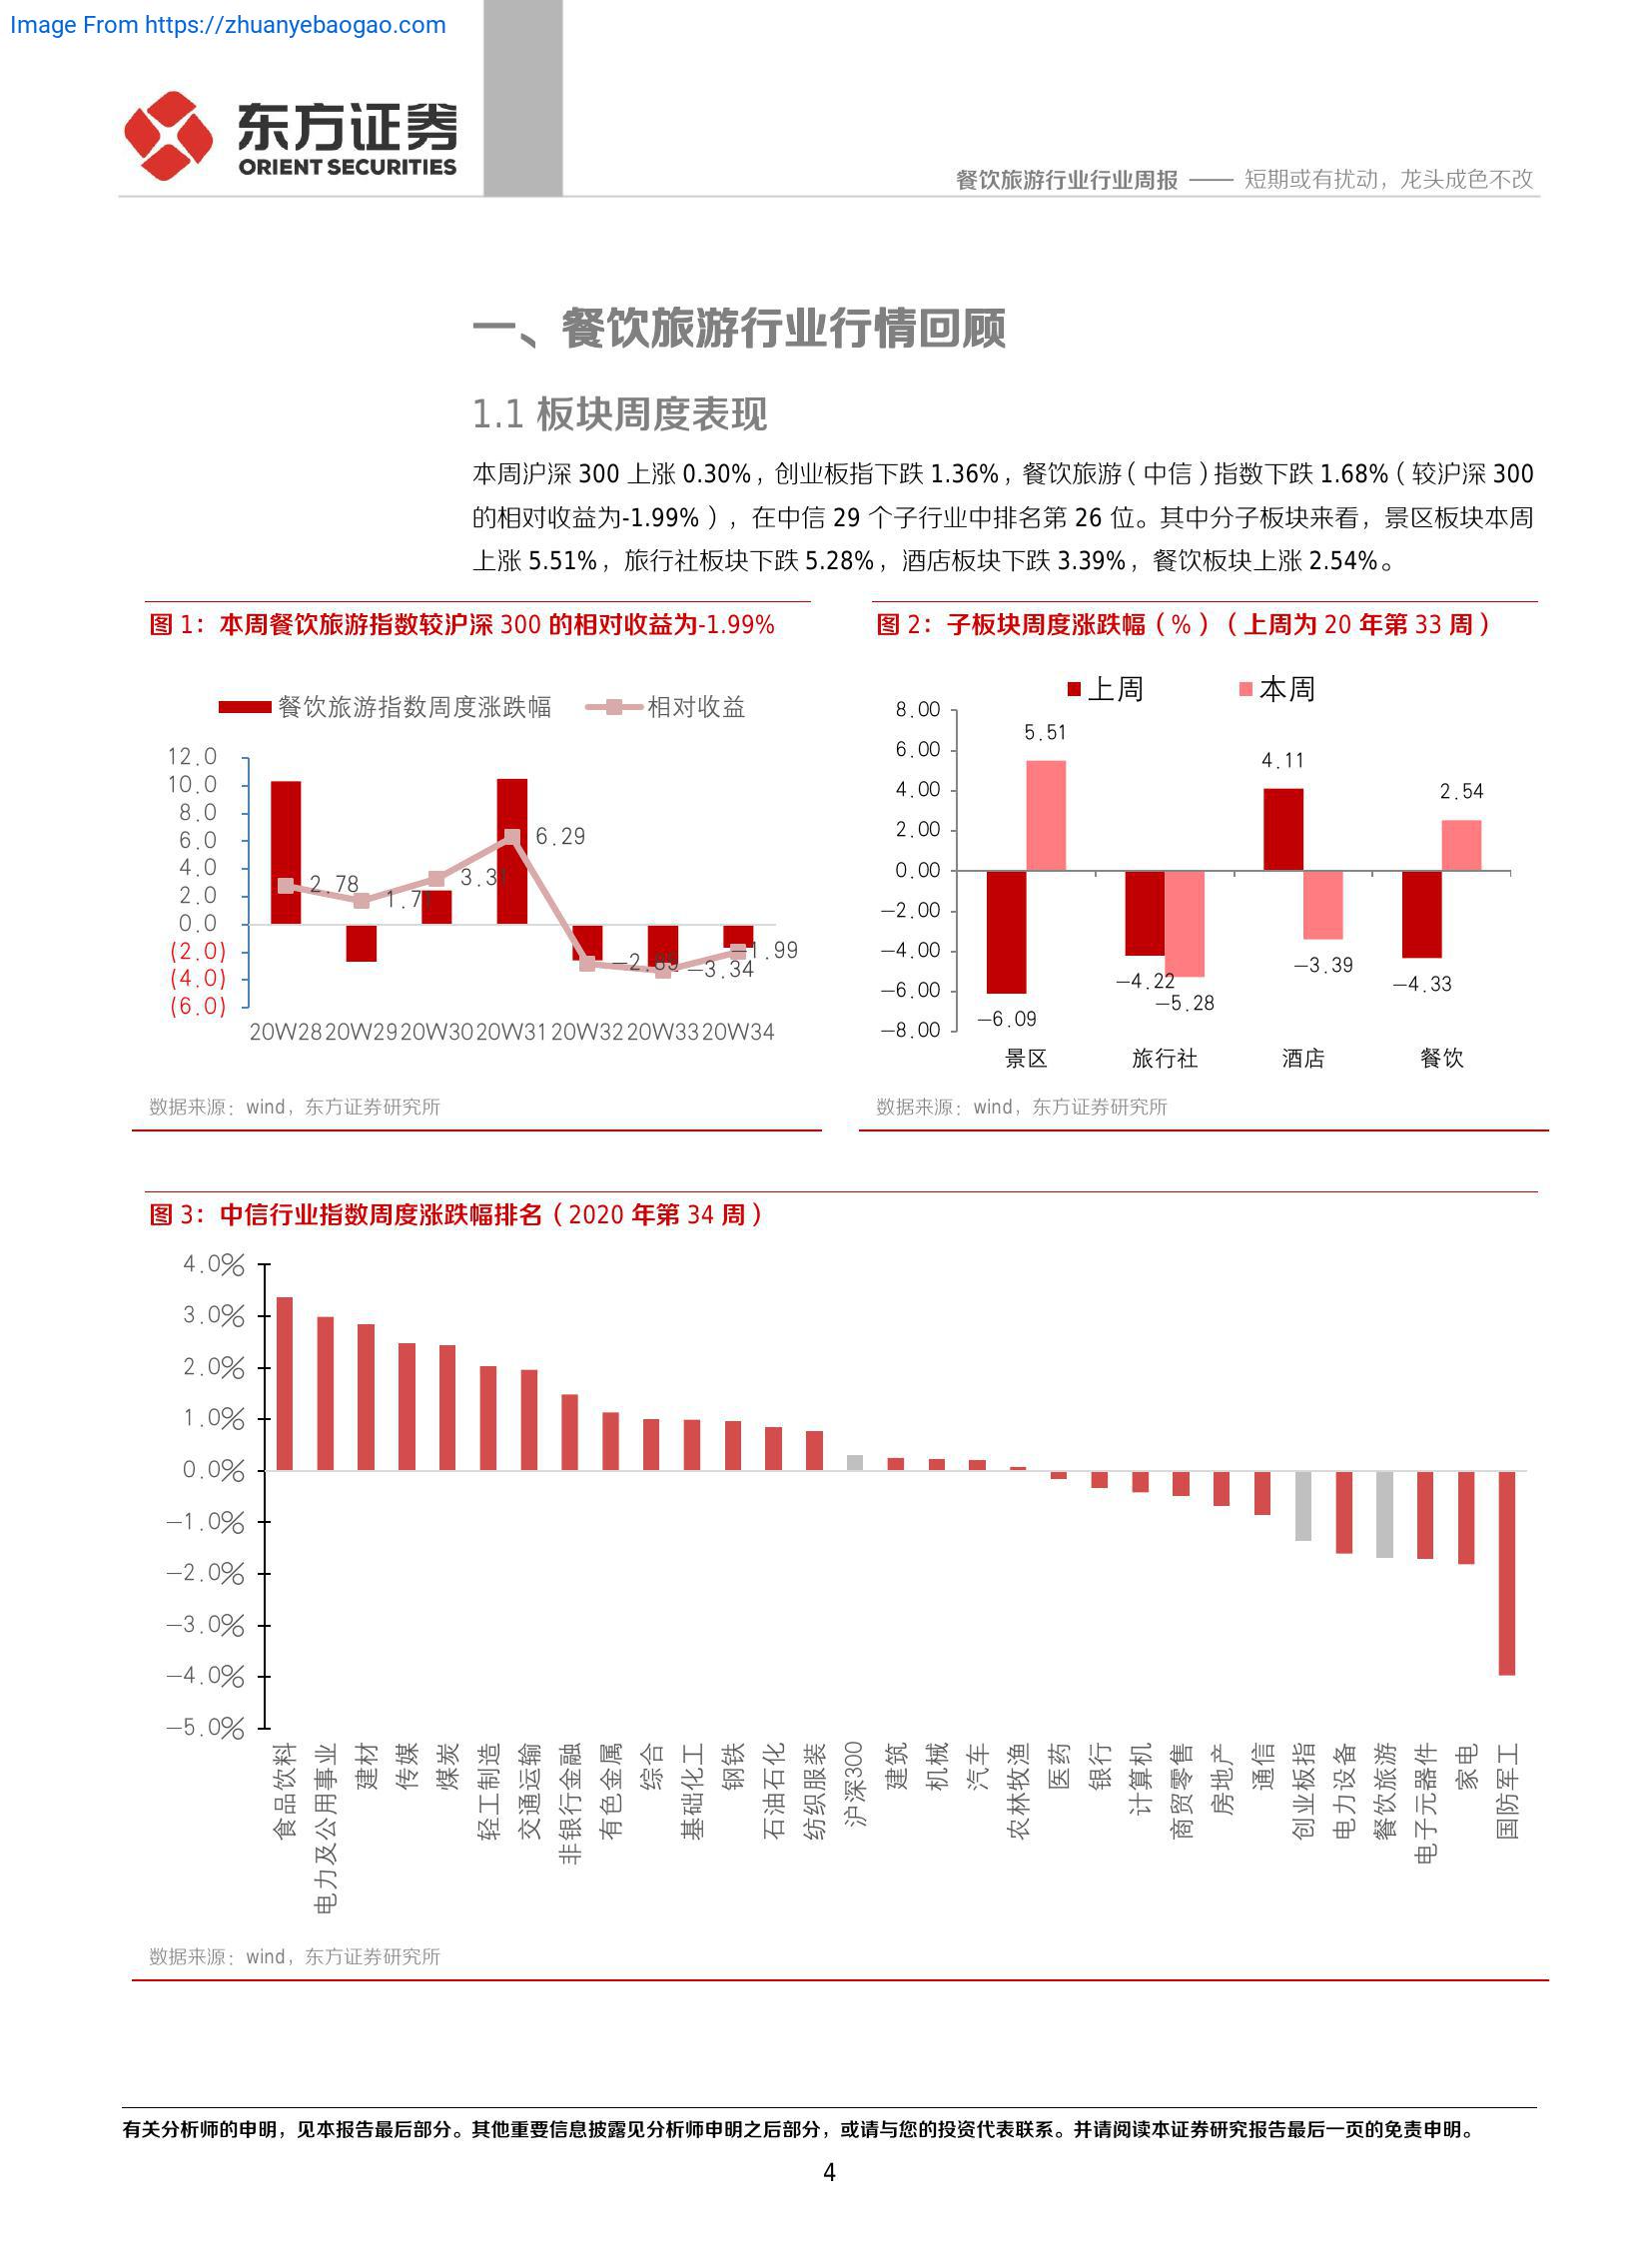 Image From https://zhuanyebaogao.com
东方证券
ORIENT SECURITIES
餐饮旅游行业行业周报 —— 短期或有扰动，龙头成色不改
一、餐饮旅游行业行情回顾
1.1 板块周度表现
本周沪深 300 上涨 0.30%，创业板指下跌 1.36%，餐饮旅游（中信）指数下跌 1.68%（较沪深 300
的相对收益为-1.99%），在中信 29 个子行业中排名第 26 位。其中分子板块来看，景区板块本周
上涨 5.51%，旅行社板块下跌 5.28%，酒店板块下跌 3.39%，餐饮板块上涨 2.54%。
图 1：本周餐饮旅游指数较沪深 300 的相对收益为-1.99%
餐饮旅游指数周度涨跌幅 相对收益
12.0
10.0
8.0
6.0
4.0
2.0
0.0
(2.0)
(4.0)
(6.0)
2.78
6.29
-3.34
-1.99
20W28 20W29 20W30 20W31 20W32 20W33 20W34
数据来源：wind，东方证券研究所
图 2：子板块周度涨跌幅（%）（上周为 20 年第 33 周）
上周 本周
8.00
6.00
4.00
2.00
0.00
-2.00
-4.00
-6.00
-8.00
5.51
4.11
2.54
-3.39
-4.22
-4.33
-5.28
-6.09
景区 旅行社 酒店 餐饮
数据来源：wind，东方证券研究所
图 3：中信行业指数周度涨跌幅排名（2020 年第 34 周）
4.0%
3.0%
2.0%
1.0%
0.0%
-1.0%
-2.0%
-3.0%
-4.0%
-5.0%
食品饮料
电力及公用事业
建材
传媒
煤炭
轻工制造
交通运输
非银行金融
有色金属
综合
基础化工
钢铁
石油石化
纺织服装
沪深300
建筑
机械
汽车
农林牧渔
医药
银行
计算机
商贸零售
房地产
通信
创业板指
电力设备
餐饮旅游
电子元器件
家电
国防军工
数据来源：wind，东方证券研究所
有关分析师的申明，见本报告最后部分。其他重要信息披露见分析师申明之后部分，或请与您的投资代表联系。并请阅读本证券研究报告最后一页的免责申明。
4